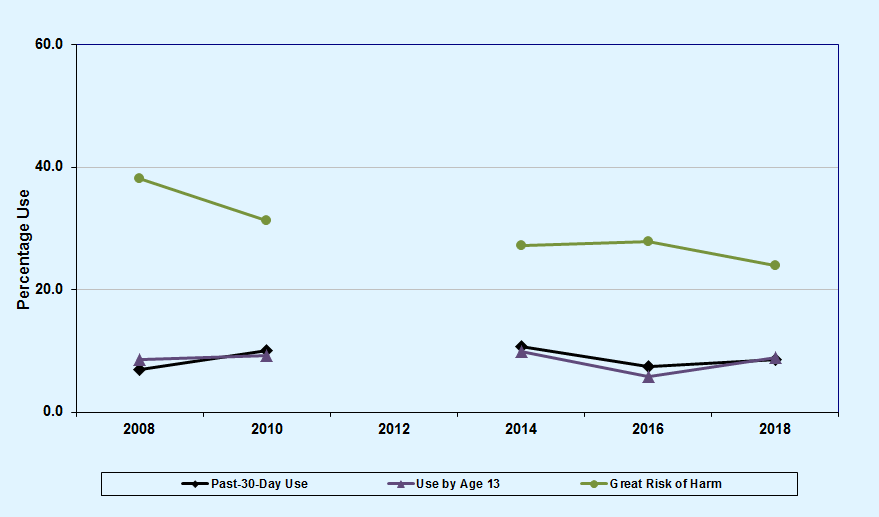 60.0
40.0
20.0
0.0
Percentage Use
2008 2010 2012 2014 2016 2018
Past-30-Day Use Use by Age 13 Great Risk of Harm